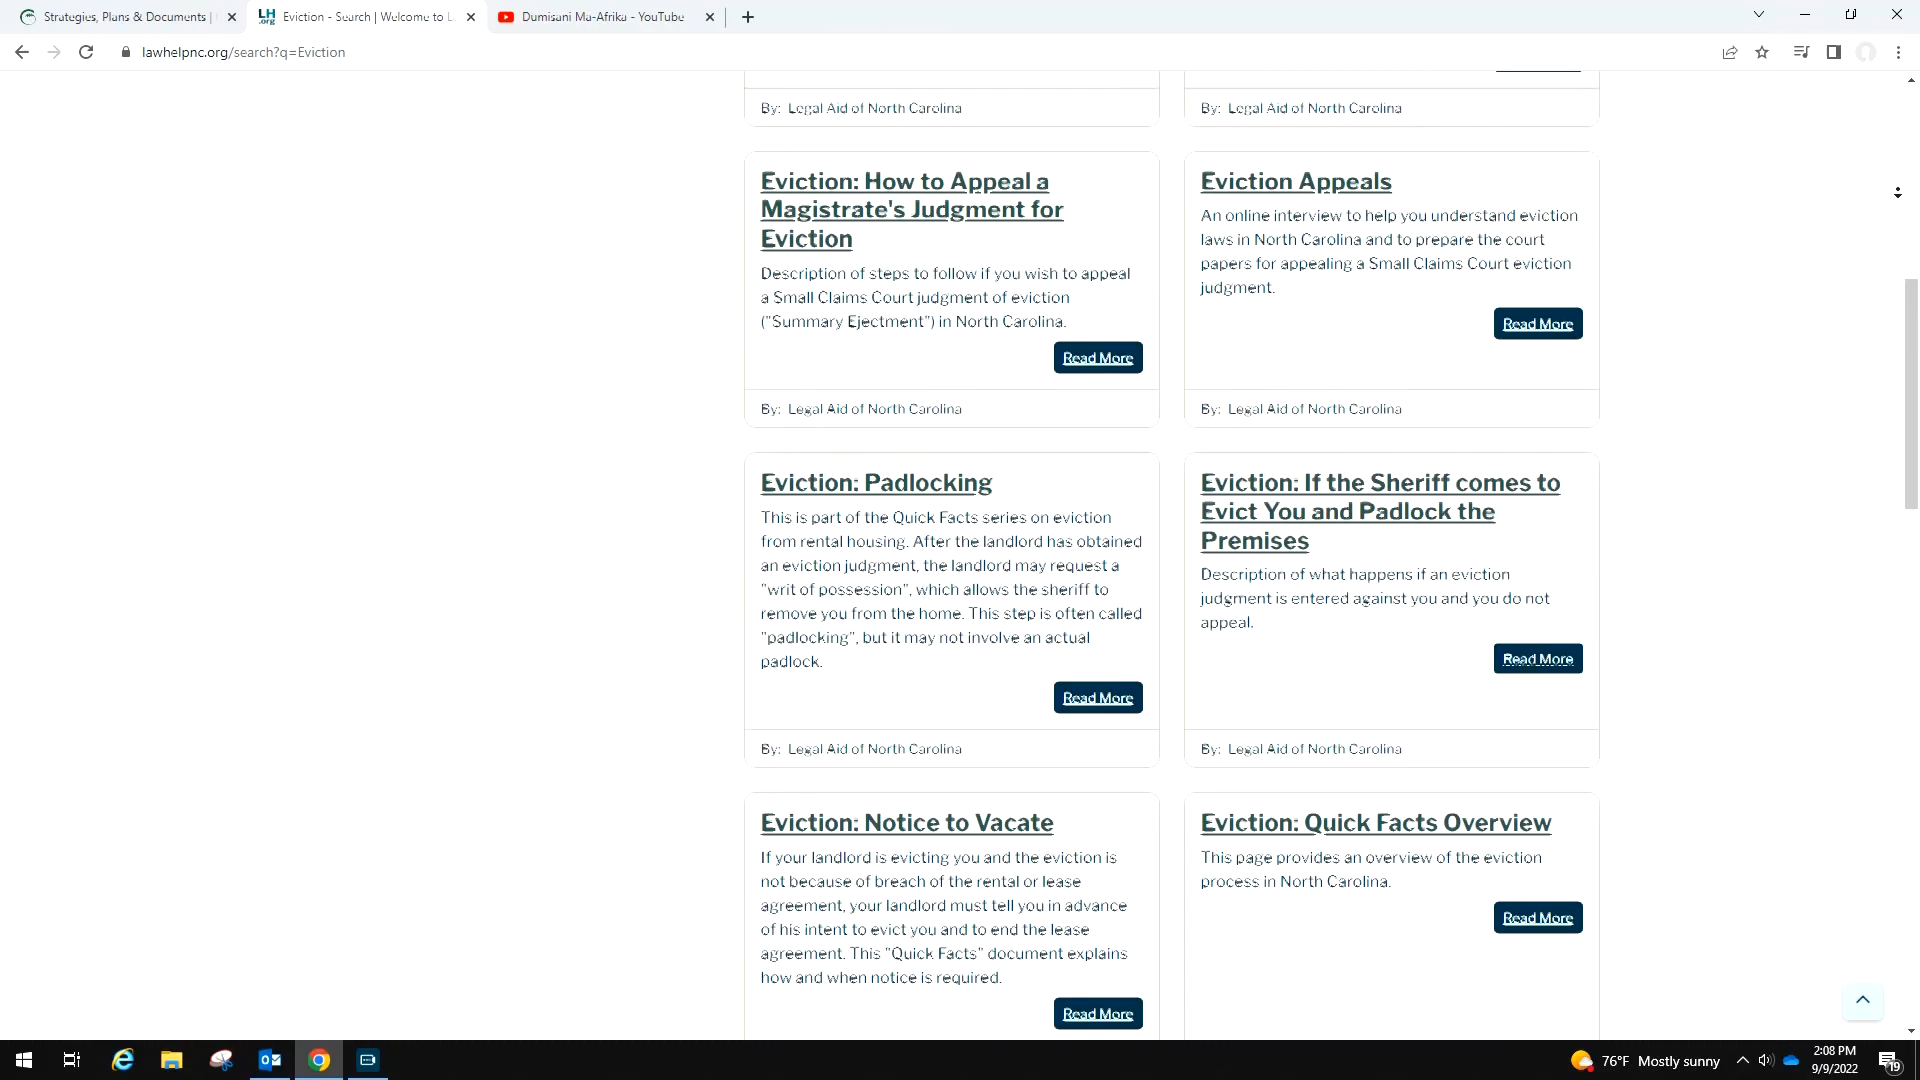 Strategies, Plans & Documents |
LH
.org
Eviction - Search | Welcome to L
Dumisani Ma-Afrika - YouTube
lawhelpnc.org/search?q=Eviction
By: Legal Aid of North Carolina
By: Legal Aid of North Carolina
Eviction: How to Appeal a
Magistrate's Judgment for
Eviction
Description of steps to follow if you wish to appeal
a Small Claims Court judgment of eviction
("Summary Ejectment") in North Carolina.
Read More
By: Legal Aid of North Carolina
Eviction Appeals
An online interview to help you understand eviction
laws in North Carolina and to prepare the court
papers for appealing a Small Claims Court eviction
judgment.
Read More
By: Legal Aid of North Carolina
Eviction: Padlocking
This is part of the Quick Facts series on eviction
from rental housing. After the landlord has obtained
an eviction judgment, the landlord may request a
"writ of possession", which allows the sheriff to
remove you from the home. This step is often called
"padlocking", but it may not involve an actual
padlock.
Read More
By: Legal Aid of North Carolina
Eviction: If the Sheriff comes to
Evict You and Padlock the
Premises
Description of what happens if an eviction
judgment is entered against you and you do not
appeal.
Read More
By: Legal Aid of North Carolina
Eviction: Notice to Vacate
If your landlord is evicting you and the eviction is
not because of breach of the rental or lease
agreement, your landlord must tell you in advance
of his intent to evict you and to end the lease
agreement. This "Quick Facts" document explains
how and when notice is required.
Read More
Eviction: Quick Facts Overview
This page provides an overview of the eviction
process in North Carolina.
Read More
76°F Mostly sunny
2:08 PM
9/9/2022
19